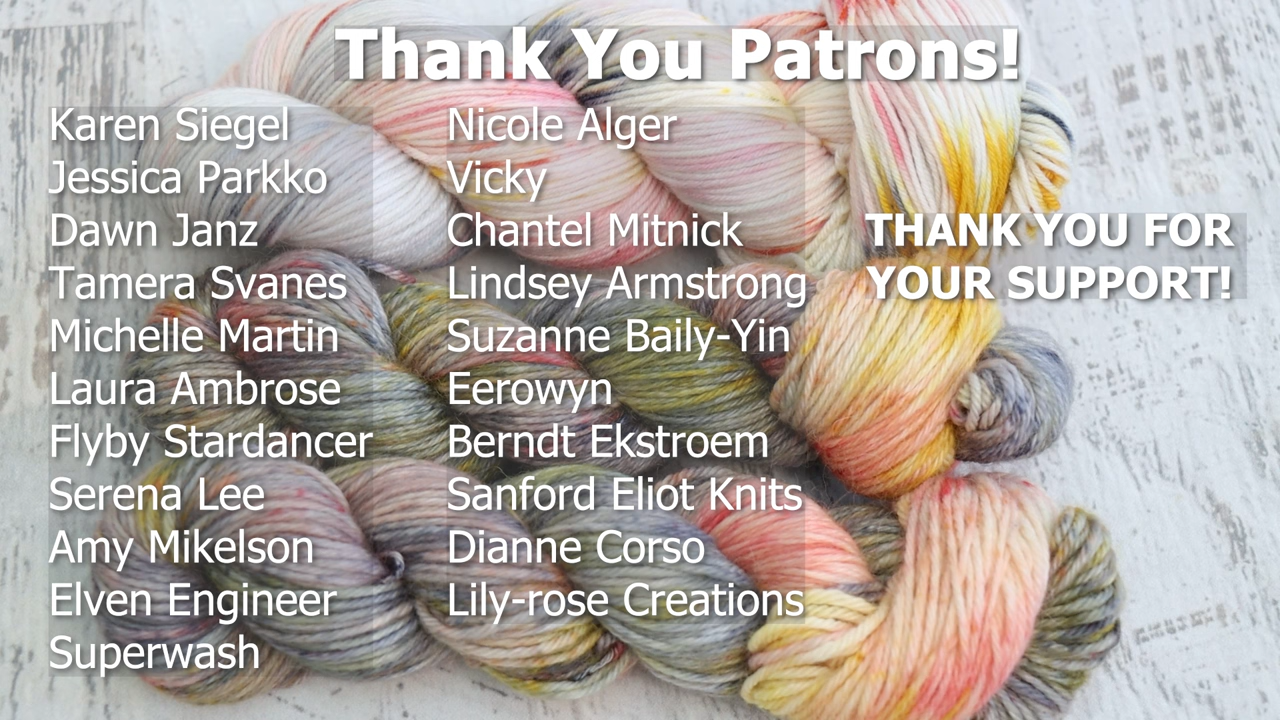 Thank You Patrons!
Karen Siegel
Jessica Parkko
Dawn Janz
Tamera Svanes
Michelle Martin
Laura Ambrose
Flyby Stardancer
Serena Lee
Amy Mikelson
Elven Engineer
Superwash
Nicole Alger
Vicky
Chantel Mitnick
Lindsey Armstrong
Suzanne Baily-Yin
Eerowyn
Berndt Ekstroem
Sanford Eliot Knits
Dianne Corso
Lily-rose Creations
THANK YOU FOR
YOUR SUPPORT!